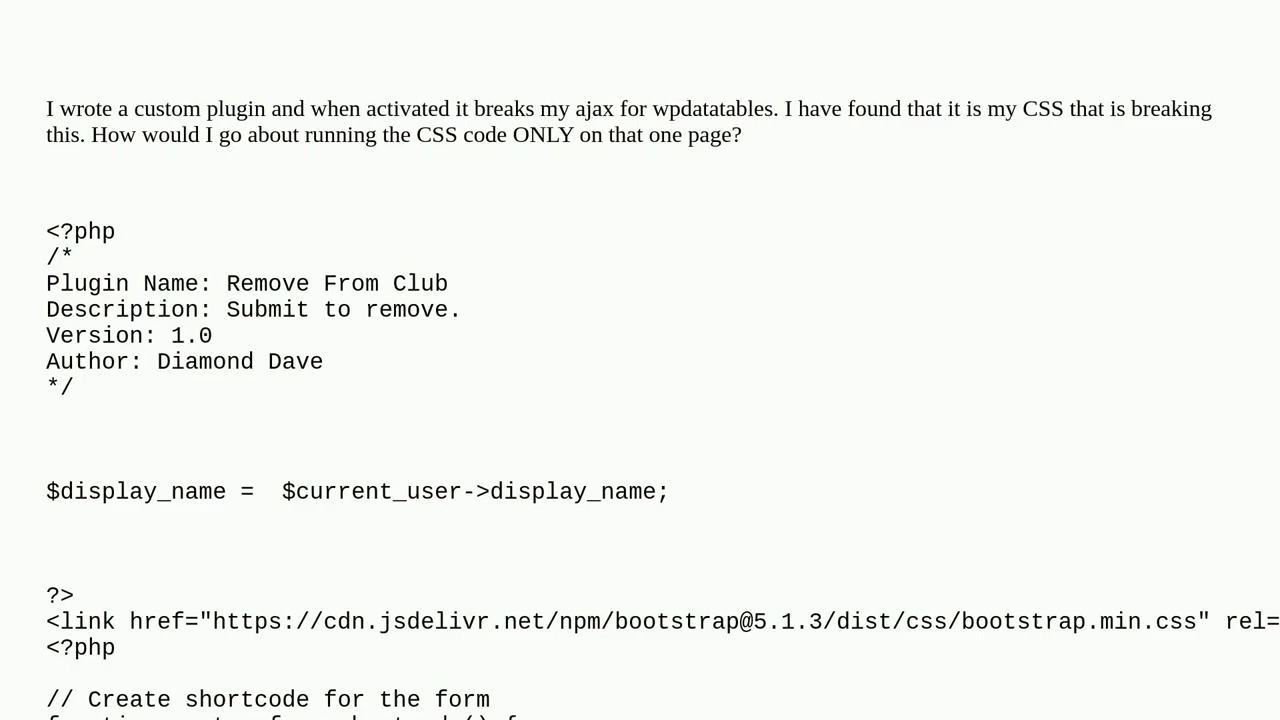 I wrote a custom plugin and when activated it breaks my ajax for wpdatatables. I have found that it is my CSS that is breaking
this. How would I go about running the CSS code ONLY on that one page?
<?php
/*
Plugin Name: Remove From Club
Description: Submit to remove.
Version: 1.0
Author: Diamond Dave
*/
$display_name =  $current_user->display_name;
?>
<link href="https://cdn.jsdelivr.net/npm/bootstrap@5.1.3/dist/css/bootstrap.min.css" rel=
<?php
// Create shortcode for the form